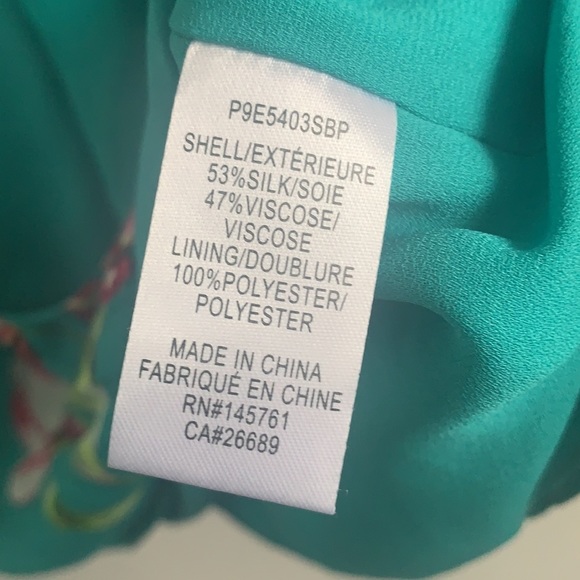 P9E5403SBP
SHELL/EXTÉRIEURE
53%SILK/SOIE
47%VISCOSE/
VISCOSE
LINING/DOUBLURE
100%POLYESTER/
POLYESTER
MADE IN CHINA
FABRIQUÉ EN CHINE
RN#145761
CA#26689